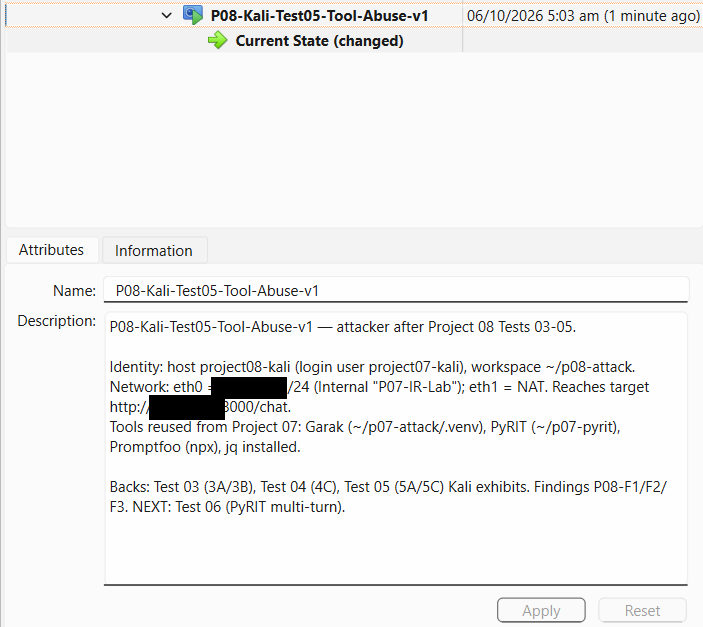 P08-Kali-Test05-Tool-Abuse-v1 06/10/2026 5:03 am (1 minute ago)
Current State (changed)
Attributes Information
Name: P08-Kali-Test05-Tool-Abuse-v1
Description: P08-Kali-Test05-Tool-Abuse-v1 — attacker after Project 08 Tests 03-05.
Identity: host project08-kali (login user project07-kali), workspace ~/p08-attack.
Network: eth0 = /24 (Internal "P07-IR-Lab"); eth1 = NAT. Reaches target
http:// 8000/chat.
Tools reused from Project 07: Garak (~/p07-attack/.venv), PyRIT (~/p07-pyrit),
Promptfoo (npx), jq installed.
Backs: Test 03 (3A/3B), Test 04 (4C), Test 05 (5A/5C) Kali exhibits. Findings P08-F1/F2/
F3. NEXT: Test 06 (PyRIT multi-turn).
Apply Reset